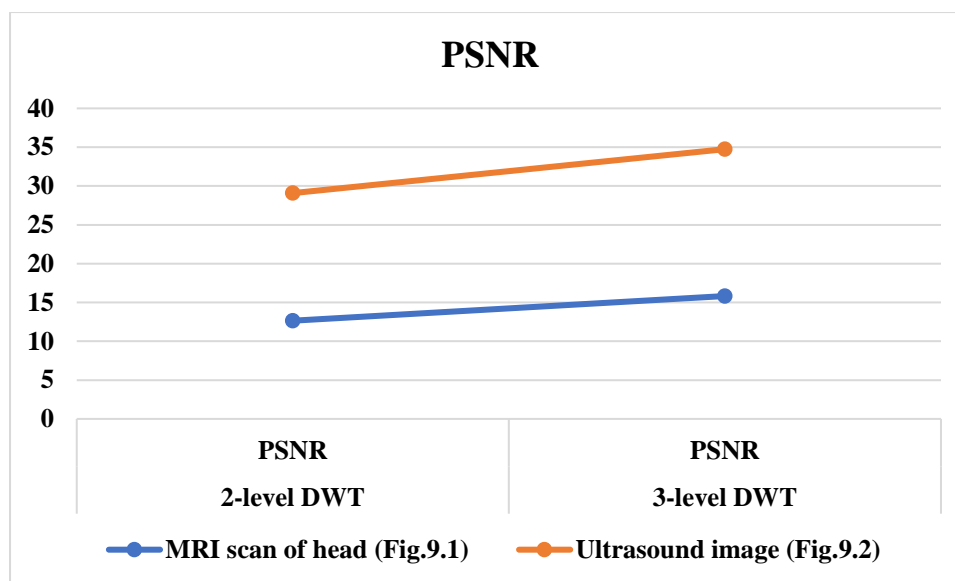 PSNR
40
35
30
25
20
15
10
5
0
PSNR PSNR
2-level DWT 3-level DWT
MRI scan of head (Fig.9.1) Ultrasound image (Fig.9.2)